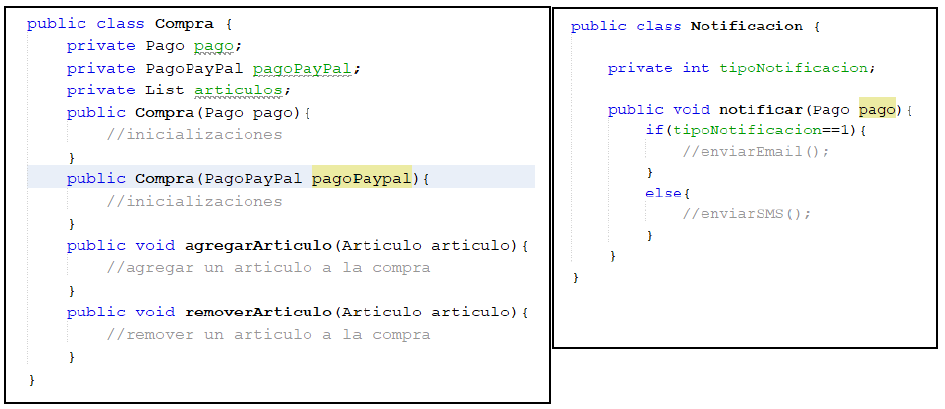 public class Compra {
private Pago pago;
private PagoPayPal pagoPayPal;
private List articulos;
public Compra(Pago pago){
//inicializaciones
}
public Compra(PagoPayPal pagoPaypal){
//inicializaciones
}
public void agregarArticulo(Articulo articulo){
//agregar un articulo a la compra
}
public void removerArticulo(Articulo articulo){
//remover un articulo a la compra
}
}
public class Notificacion {
private int tipoNotificacion;
public void notificar(Pago pago){
if(tipoNotificacion==1){
//enviarEmail();
}
else{
//enviarSMS();
}
}
}